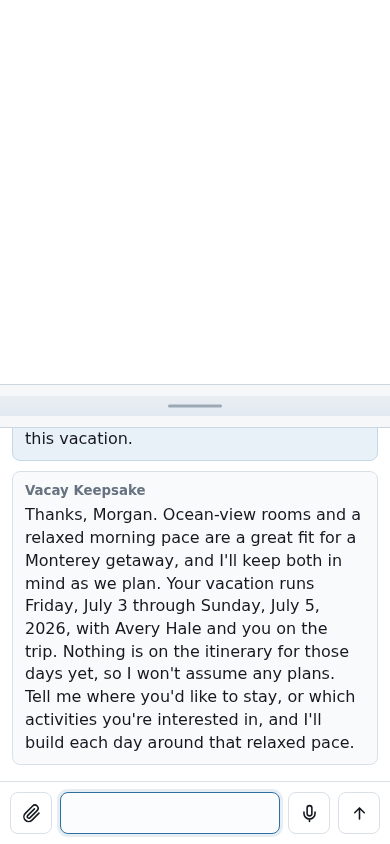 this vacation.
Vacay Keepsake
Thanks, Morgan. Ocean-view rooms and a
relaxed morning pace are a great fit for a
Monterey getaway, and I'll keep both in
mind as we plan. Your vacation runs
Friday, July 3 through Sunday, July 5,
2026, with Avery Hale and you on the
trip. Nothing is on the itinerary for those
days yet, so I won't assume any plans.
Tell me where you'd like to stay, or which
activities you're interested in, and I'll
build each day around that relaxed pace.